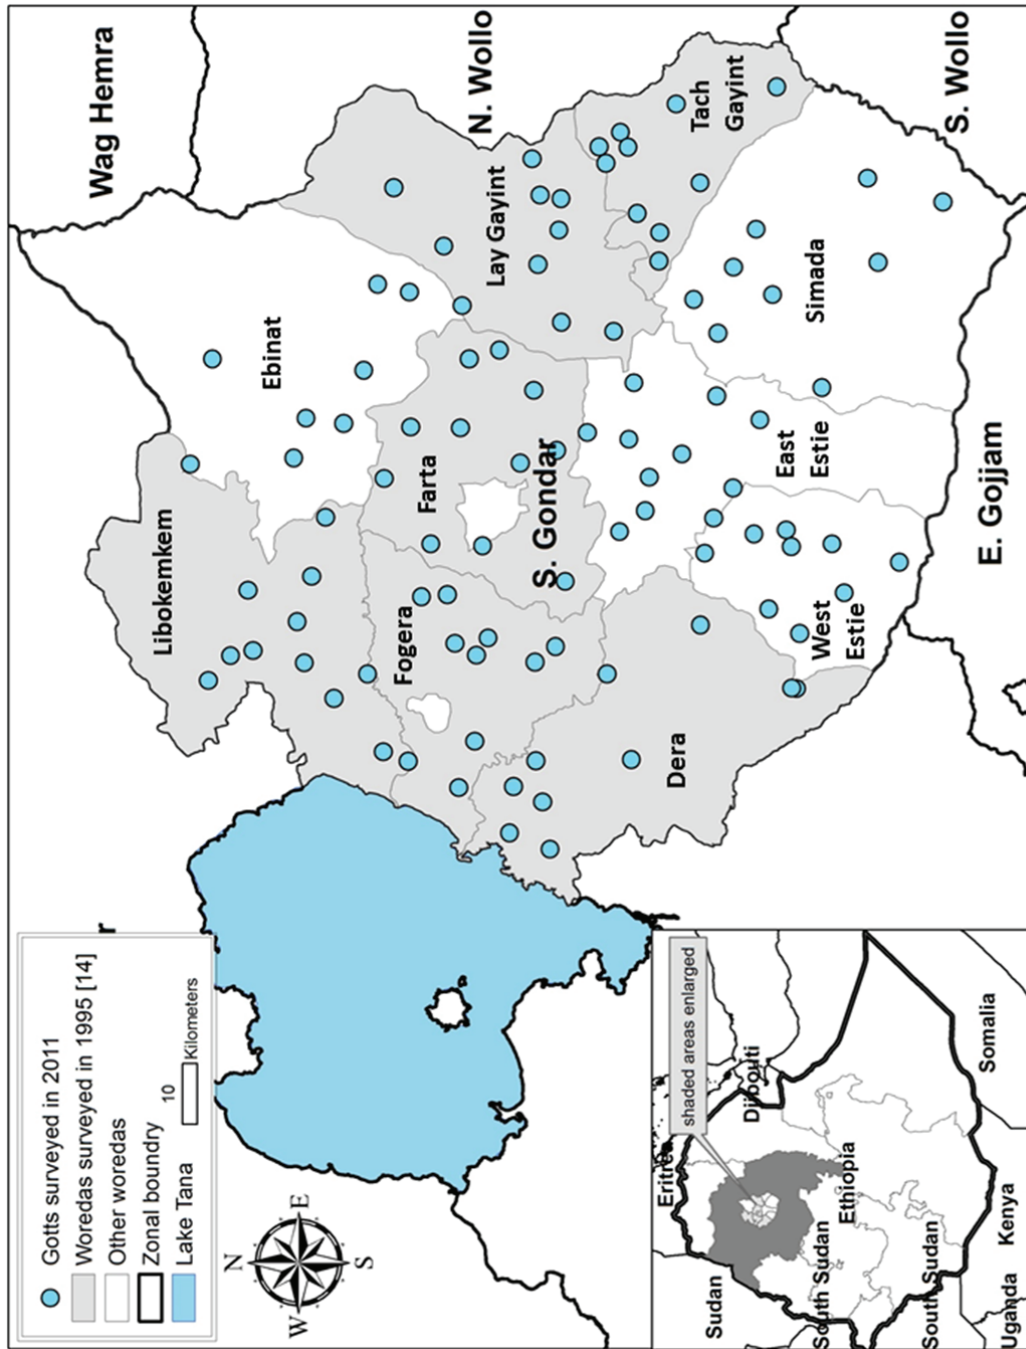 Gotts surveyed in 2011
Woredas surveyed in 1995 [14]
Other woredas
Zonal boundry
Lake Tana
10
Kilometers
N
W
E
S
r
Wag Hemra
N. Wollo
S. Wollo
E. Gojjam
S. Gondar
Libokemkem
Ebinat
Fogera
Farta
Lay Gayint
Tach
Gayint
Dera
West
Estie
East
Estie
Simada
shaded areas enlarged
Eritre
Djibouti
Sudan
Ethiopia
South Sudan
South Sudan
Somalia
Uganda
Kenya